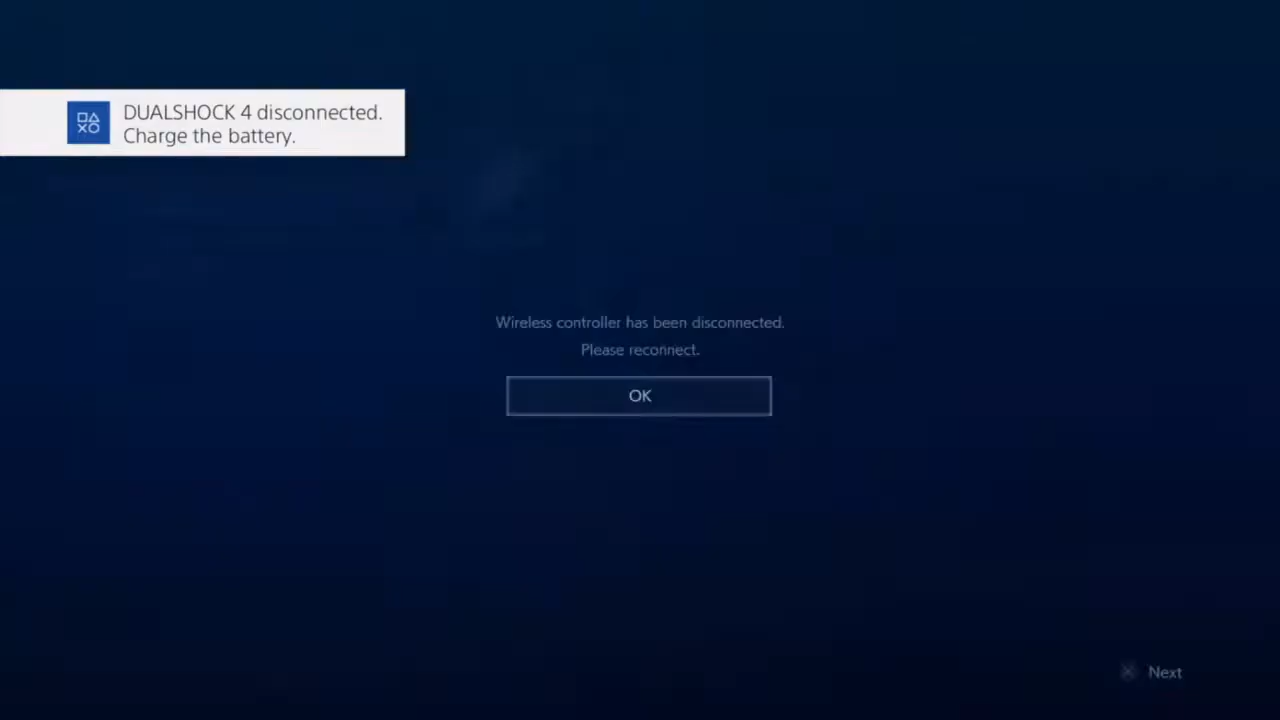 DUALSHOCK 4 disconnected.
Charge the battery.
Wireless controller has been disconnected.
Please reconnect.
OK
Next